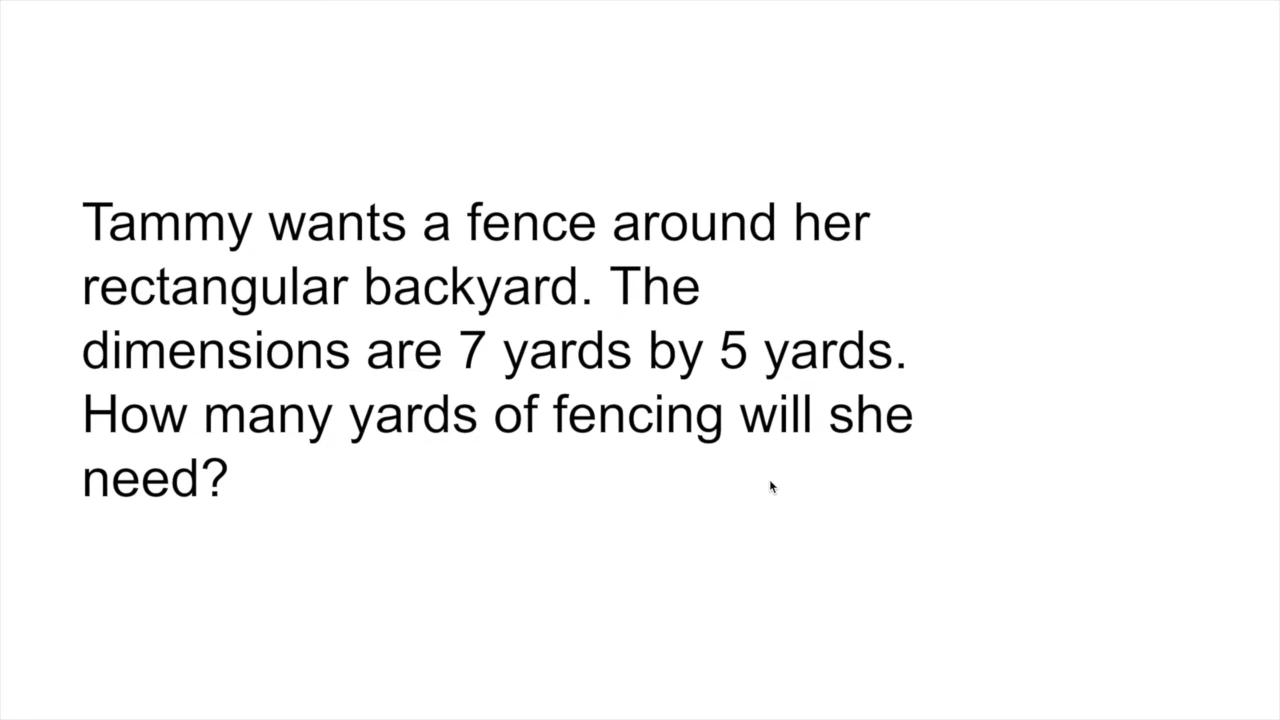 Tammy wants a fence around her
rectangular backyard. The
dimensions are 7 yards by 5 yards.
How many yards of fencing will she
need?